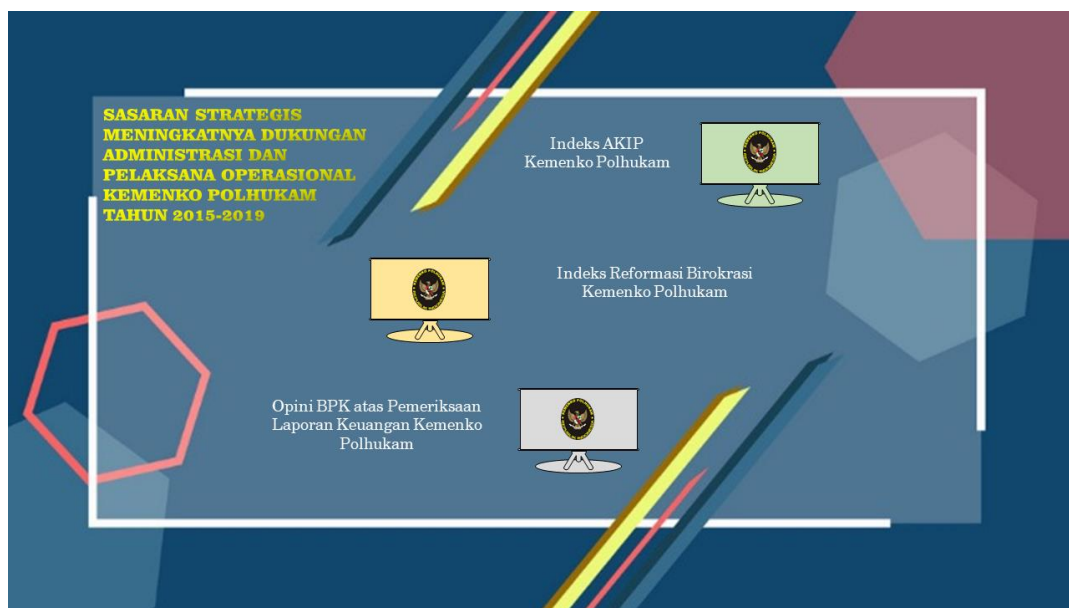 SASARAN STRATEGIS
MENINGKATNYA DUKUNGAN
ADMINISTRASI DAN
PELAKSANA OPERASIONAL
KEMENKO POLHUKAM
TAHUN 2015-2019
Indeks AKIP
Kemenko Polhukam
Indeks Reformasi Birokrasi
Kemenko Polhukam
Opini BPK atas Pemeriksaan
Laporan Keuangan Kemenko
Polhukam